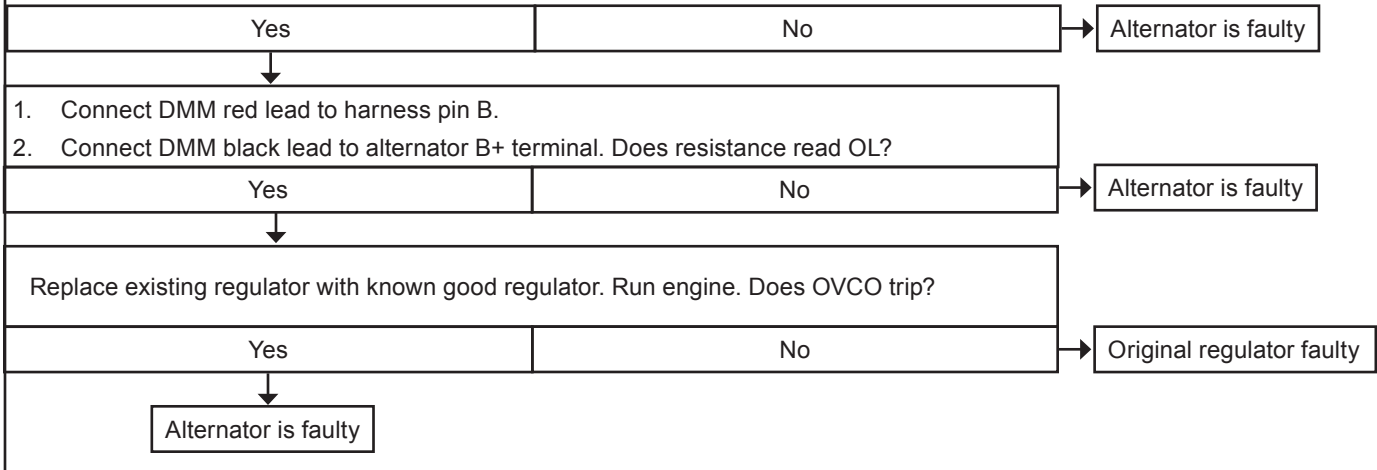 Yes No Alternator is faulty
1. Connect DMM red lead to harness pin B.
2. Connect DMM black lead to alternator B+ terminal. Does resistance read OL?
Yes No Alternator is faulty
Replace existing regulator with known good regulator. Run engine. Does OVCO trip?
Yes No Original regulator faulty
Alternator is faulty